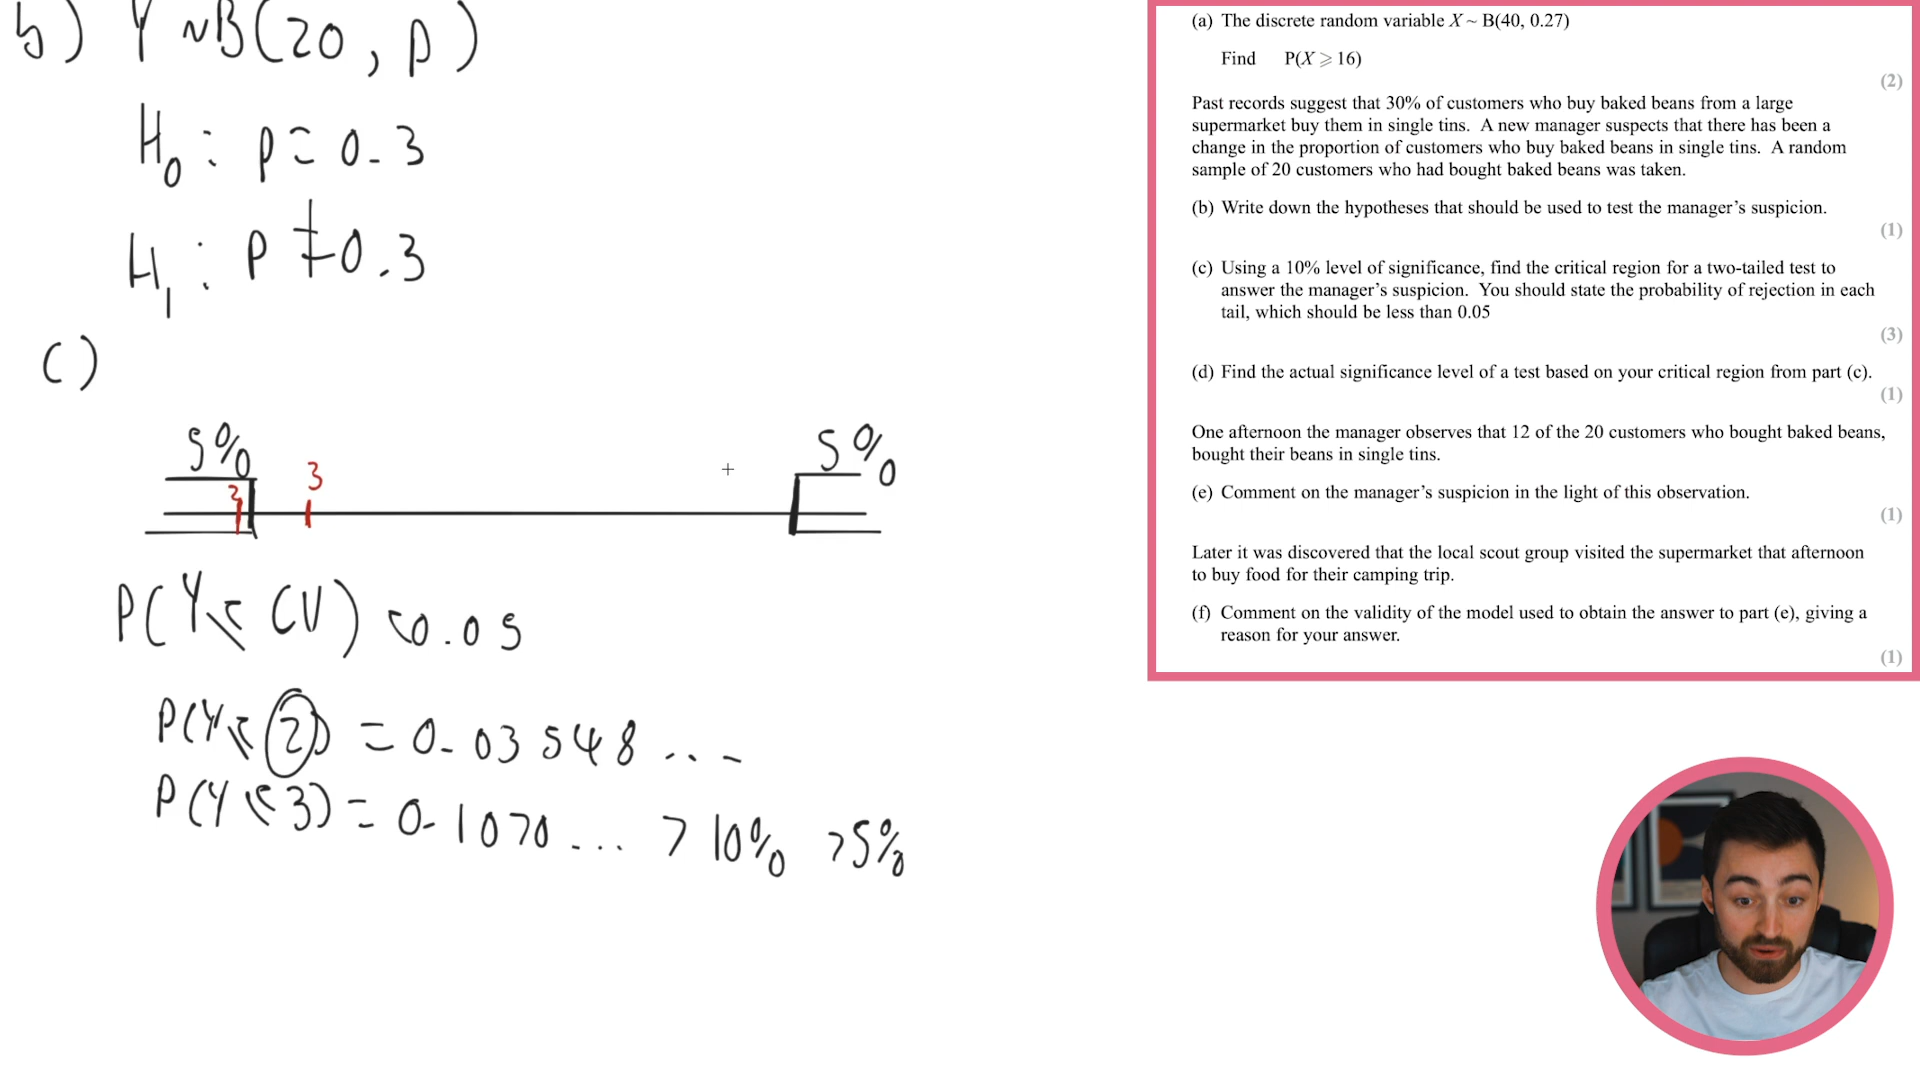 b) Y ~B(20, p)
H0 : p = 0.3
H1 : p ≠ 0.3
c)
5% 5%
2 3
P(Y ≤ CV) <0.05
P(Y ≤ 2) = 0.03548...
P(Y ≤ 3) = 0.1070... > 10% >5%
(a) The discrete random variable X ~ B(40, 0.27)
Find P(X ⩾ 16)
(2)
Past records suggest that 30% of customers who buy baked beans from a large
supermarket buy them in single tins. A new manager suspects that there has been a
change in the proportion of customers who buy baked beans in single tins. A random
sample of 20 customers who had bought baked beans was taken.
(b) Write down the hypotheses that should be used to test the manager’s suspicion.
(1)
(c) Using a 10% level of significance, find the critical region for a two-tailed test to
answer the manager’s suspicion. You should state the probability of rejection in each
tail, which should be less than 0.05
(3)
(d) Find the actual significance level of a test based on your critical region from part (c).
(1)
One afternoon the manager observes that 12 of the 20 customers who bought baked beans,
bought their beans in single tins.
(e) Comment on the manager’s suspicion in the light of this observation.
(1)
Later it was discovered that the local scout group visited the supermarket that afternoon
to buy food for their camping trip.
(f) Comment on the validity of the model used to obtain the answer to part (e), giving a
reason for your answer.
(1)